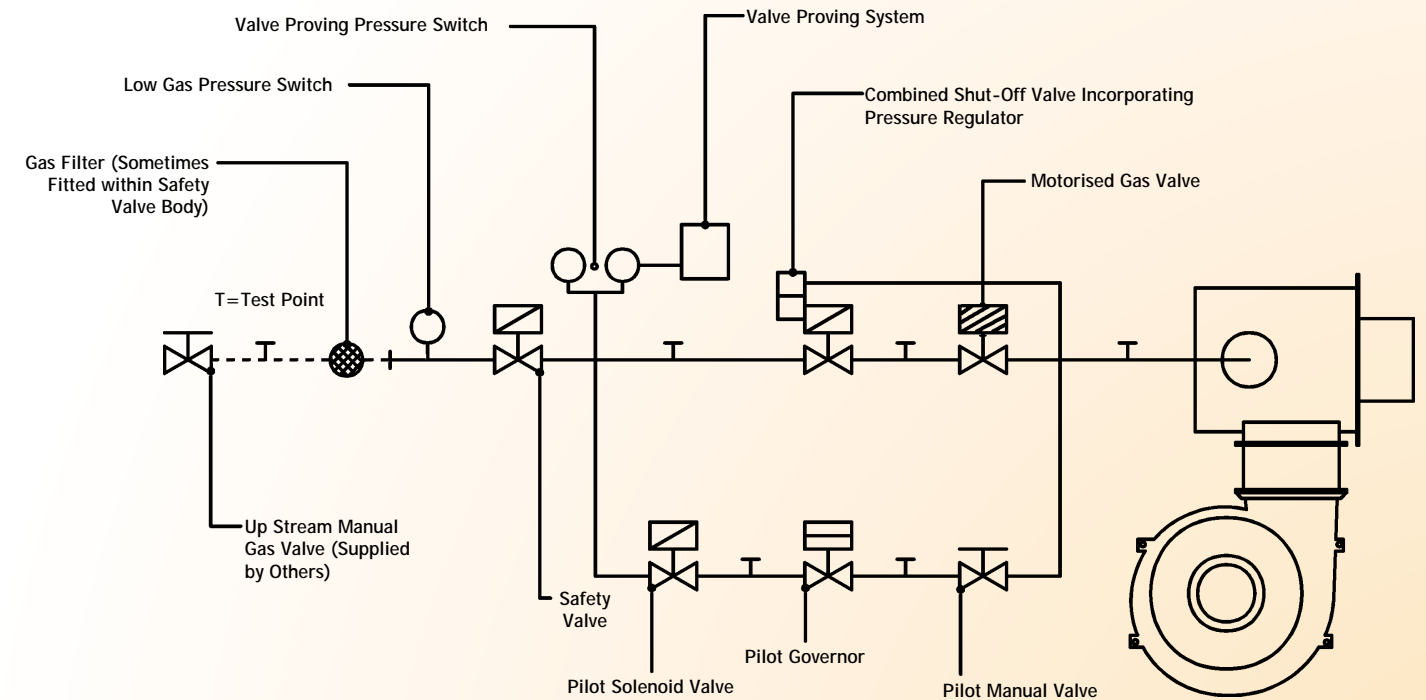 Valve Proving Pressure Switch
Valve Proving System
Low Gas Pressure Switch
Combined Shut-Off Valve Incorporating
Pressure Regulator
Gas Filter (Sometimes
Fitted within Safety
Valve Body)
Motorised Gas Valve
T=Test Point
Up Stream Manual
Gas Valve (Supplied
by Others)
Safety
Valve
Pilot Solenoid Valve
Pilot Governor
Pilot Manual Valve